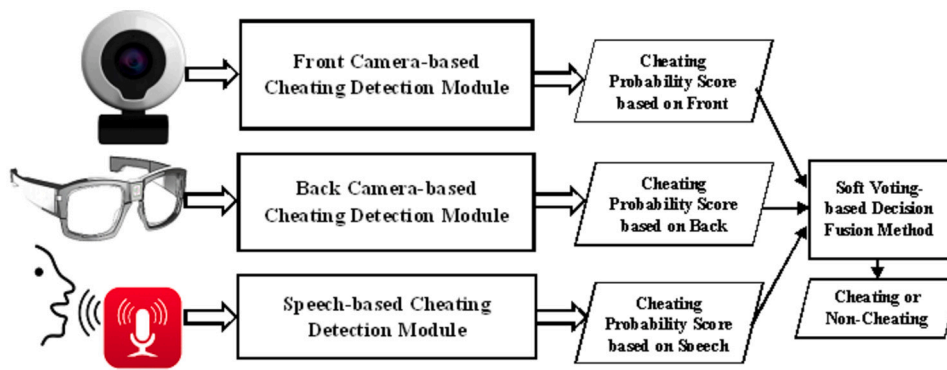 Front Camera-based
Cheating Detection Module
Cheating
Probability Score
based on Front
Back Camera-based
Cheating Detection Module
Cheating
Probability Score
based on Back
Soft Voting-
based Decision
Fusion Method
Speech-based Cheating
Detection Module
Cheating
Probability Score
based on Speech
Cheating or
Non-Cheating